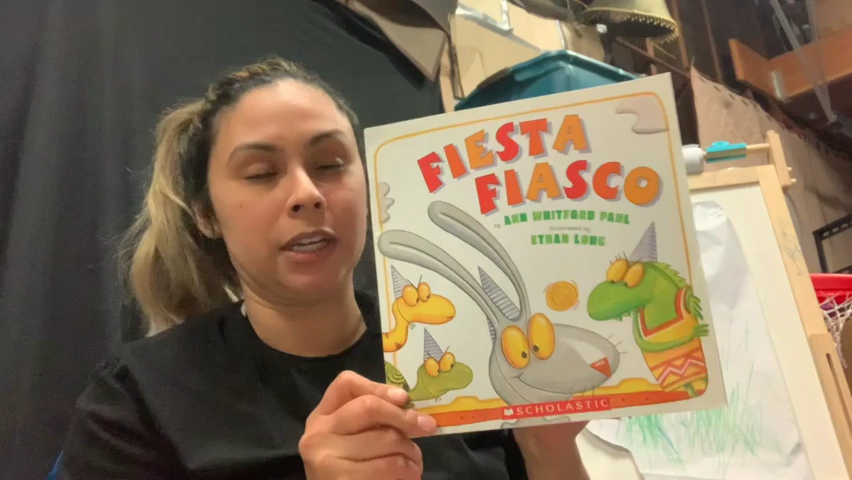 FIESTA
FIASCO
by ANN WHITFORD PAUL
illustrated by
ETHAN LONG
SCHOLASTIC